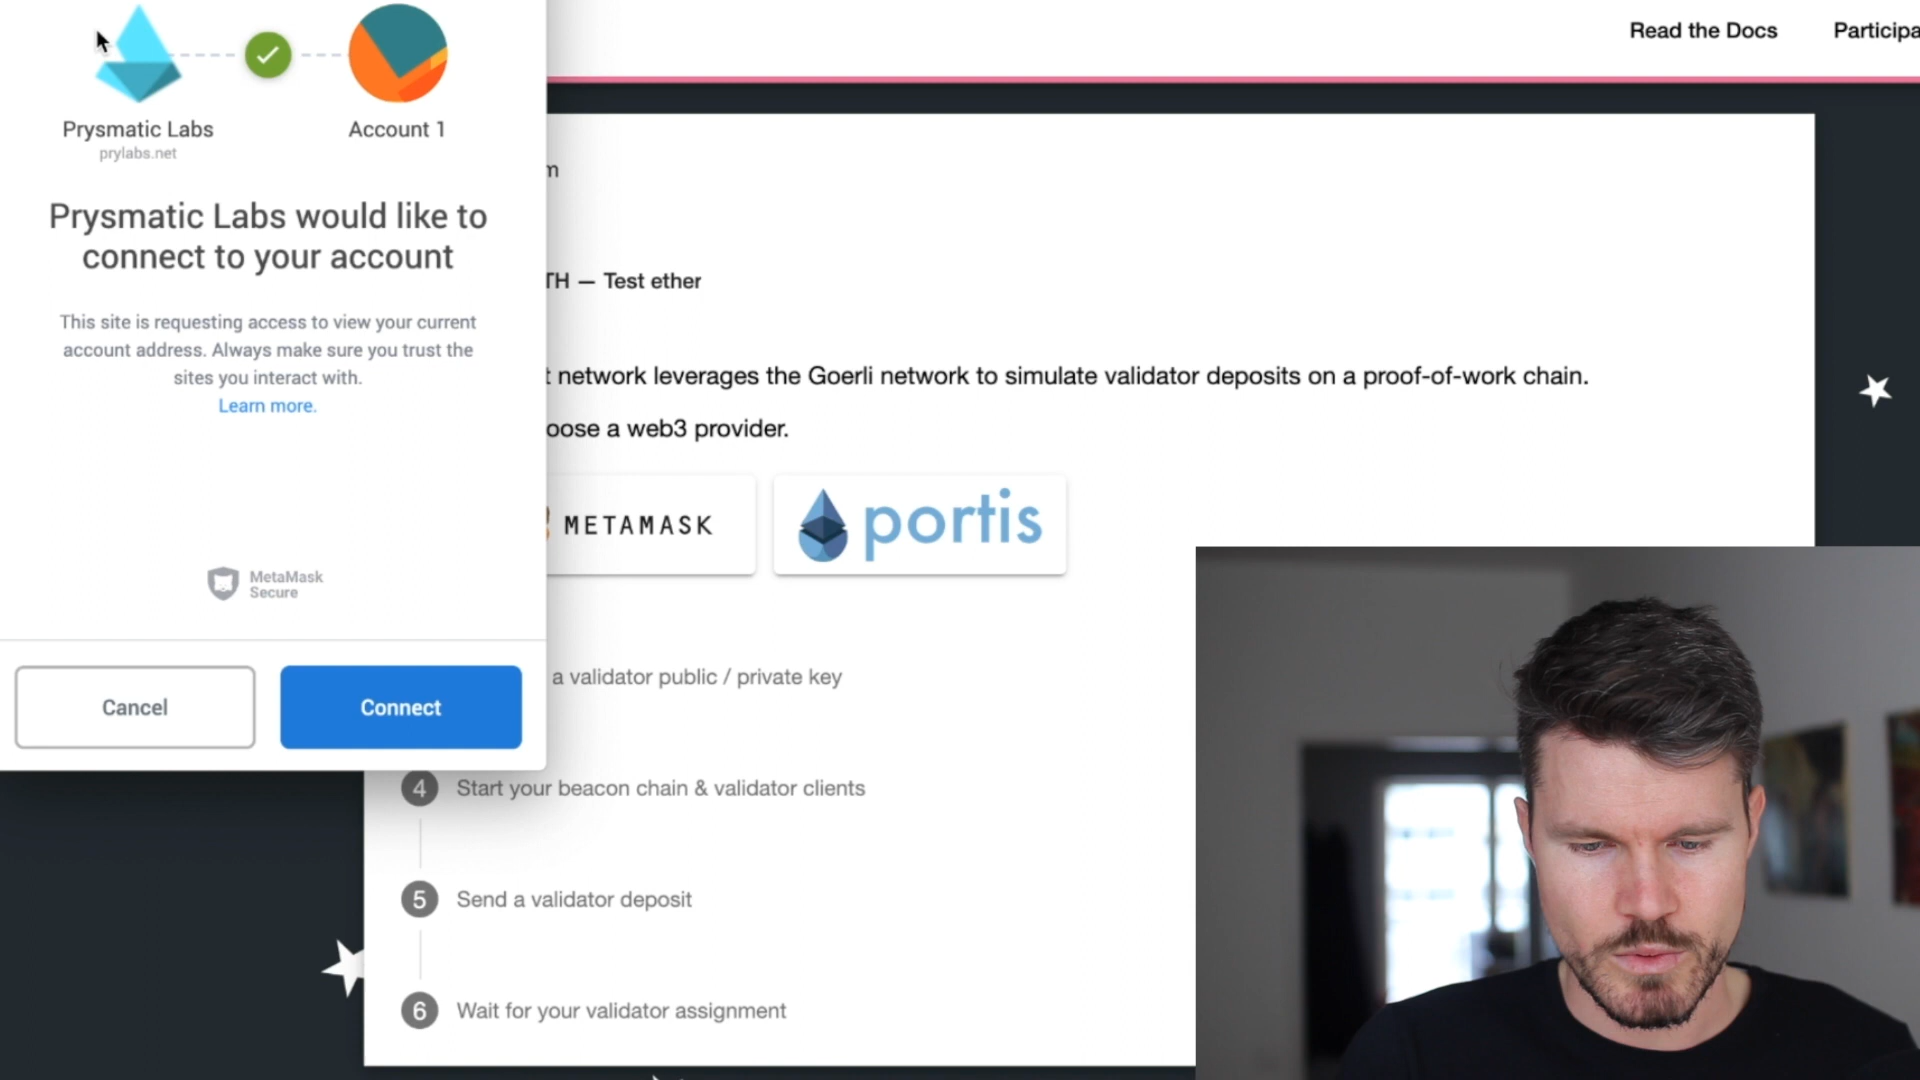 Read the Docs
Participa
Prysmatic Labs
prylabs.net
Account 1
Prysmatic Labs would like to
connect to your account
This site is requesting access to view your current
account address. Always make sure you trust the
sites you interact with.
Learn more.
MetaMask
Secure
Cancel
Connect
m
TH — Test ether
t network leverages the Goerli network to simulate validator deposits on a proof-of-work chain.
oose a web3 provider.
METAMASK
portis
a validator public / private key
4 Start your beacon chain & validator clients
5 Send a validator deposit
6 Wait for your validator assignment